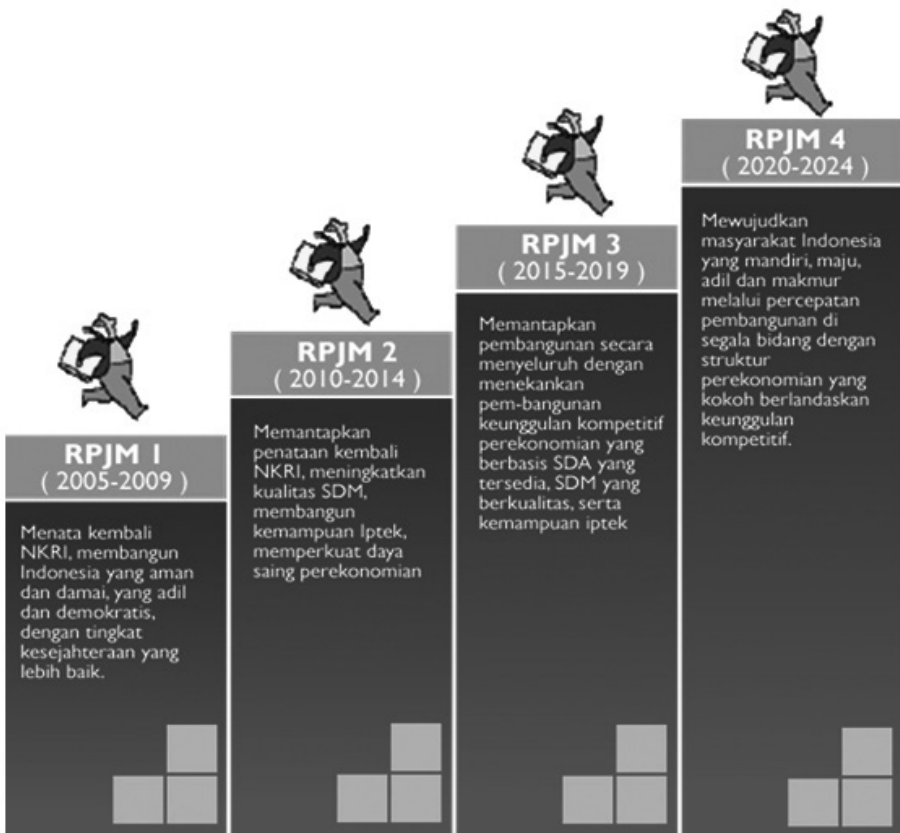 RPJM 1
( 2005-2009 )
Menata kembali
NKRI, membangun
Indonesia yang aman
dan damai, yang adil
dan demokratis,
dengan tingkat
kesejahteraan yang
lebih baik.
RPJM 2
( 2010-2014 )
Memantapkan
penataan kembali
NKRI, meningkatkan
kualitas SDM,
membangun
kemampuan Iptek,
memperkuat daya
saing perekonomian
RPJM 3
( 2015-2019 )
Memantapkan
pembangunan secara
menyeluruh dengan
menekankan
pem-bangunan
keunggulan kompetitif
perekonomian yang
berbasis SDA yang
tersedia, SDM yang
berkualitas, serta
kemampuan iptek
RPJM 4
( 2020-2024 )
Mewujudkan
masyarakat Indonesia
yang mandiri, maju,
adil dan makmur
melalui percepatan
pembangunan di
segala bidang dengan
struktur
perekonomian yang
kokoh berlandaskan
keunggulan
kompetitif.